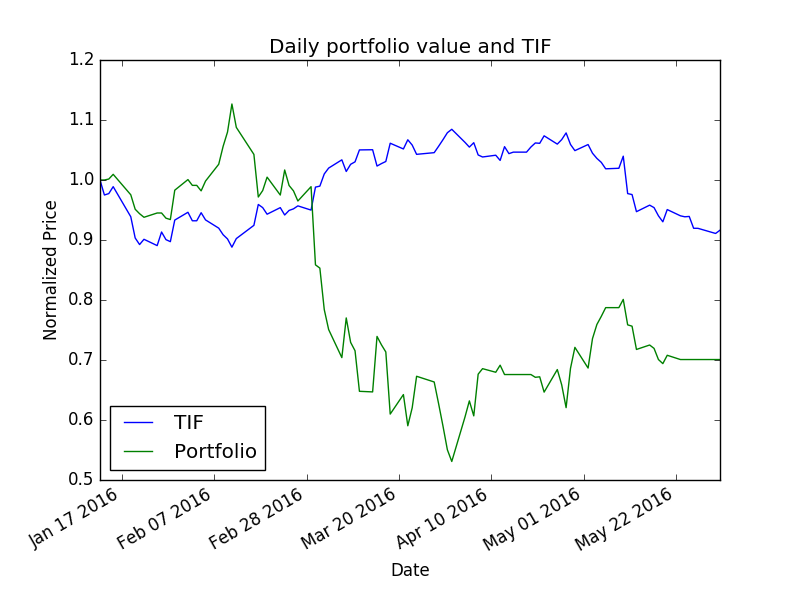 Daily portfolio value and TIF
1.2
1.1
1.0
0.9
0.8
0.7
0.6
0.5
Normalized Price
TIF
Portfolio
Jan 17 2016
Feb 07 2016
Feb 28 2016
Mar 20 2016
Apr 10 2016
May 01 2016
May 22 2016
Date